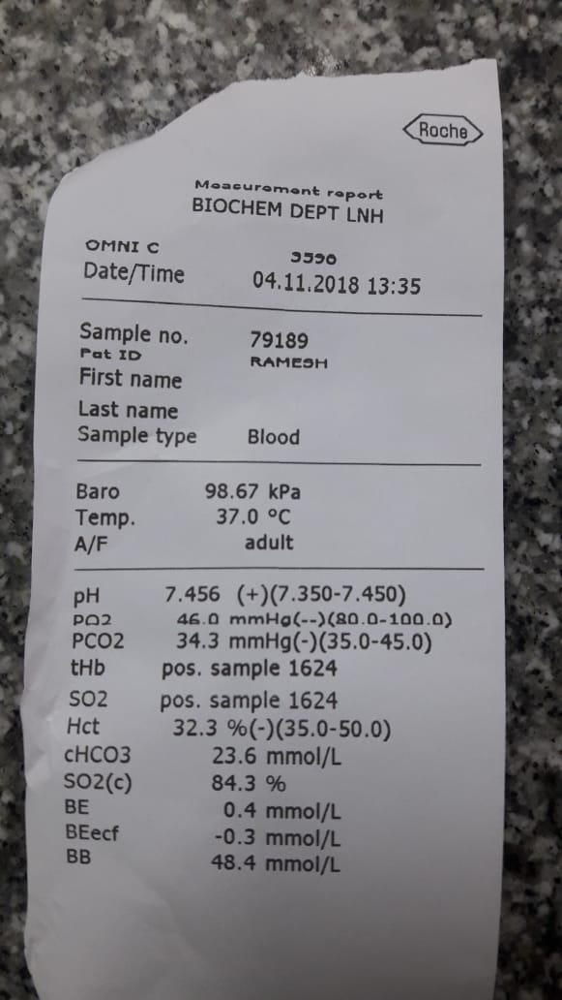 Roche
Measurement report
BIOCHEM DEPT LNH
OMNI C 3590
Date/Time 04.11.2018 13:35
Sample no. 79189
Pat ID RAMESH
First name
Last name
Sample type Blood
Baro 98.67 kPa
Temp. 37.0 °C
A/F adult
pH 7.456 (+)(7.350-7.450)
PO2 46.0 mmHg(--)(80.0-100.0)
PCO2 34.3 mmHg(-)(35.0-45.0)
tHb pos. sample 1624
SO2 pos. sample 1624
Hct 32.3 %(-)(35.0-50.0)
cHCO3 23.6 mmol/L
SO2(c) 84.3 %
BE 0.4 mmol/L
BEecf -0.3 mmol/L
BB 48.4 mmol/L